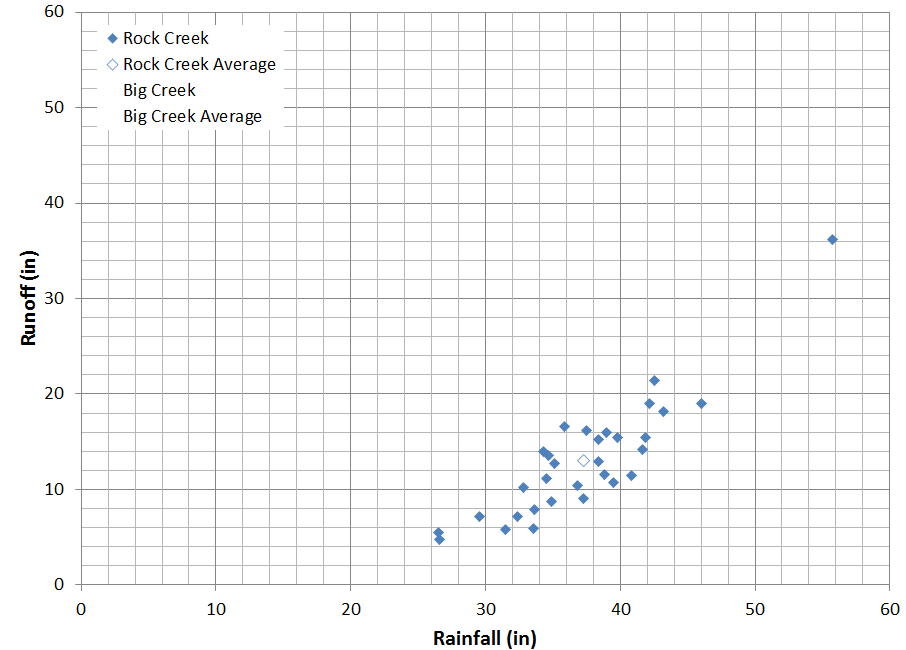 60
Rock Creek
Rock Creek Average
Big Creek
Big Creek Average
50
40
30
20
10
0
Runoff (in)
0 10 20 30 40 50 60
Rainfall (in)